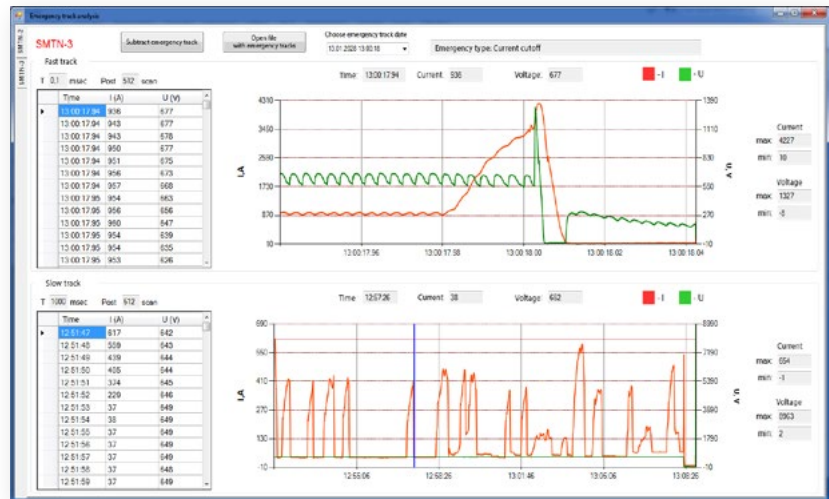 Emergency track analysis
SMTN-2
SMTN-3
SMTN-3
Subtract emergency track
Open file
with emergency tracks
Choose emergency track date
13.01.2028 13:00:18
Emergency type: Current cutoff
Fast track
T 0,1 msec Post 512 scan
Time: 13:00:17.94 Current: 936 Voltage: 677
- I
- U
Time I (A) U (V)
13:00:17.94 936 677
13:00:17.94 943 677
13:00:17.94 943 678
13:00:17.94 950 677
13:00:17.94 951 675
13:00:17.94 956 673
13:00:17.94 957 668
13:00:17.95 954 663
13:00:17.95 956 656
13:00:17.95 960 647
13:00:17.95 954 639
13:00:17.95 954 635
13:00:17.95 953 626
4310
3450
2590
1730
870
10
I,A
1390
1110
830
550
270
-10
U, V
13:00:17.96
13:00:17.98
13:00:18.00
13:00:18.02
13:00:18.04
Current
max: 4227
min: 10
Voltage
max: 1327
min: -8
Slow track
T 1000 msec Post 512 scan
Time: 12:57:26 Current: 38 Voltage: 652
- I
- U
Time I (A) U (V)
12:51:47 617 642
12:51:48 559 643
12:51:49 439 644
12:51:50 405 644
12:51:51 374 645
12:51:52 229 646
12:51:53 37 649
12:51:54 38 649
12:51:55 37 649
12:51:56 37 649
12:51:57 37 649
12:51:58 37 648
12:51:59 37 649
690
550
410
270
130
-10
I,A
7790
5390
3890
1790
-10
U, V
12:55:06
12:58:26
13:01:46
13:05:06
13:08:26
Current
max: 654
min: -1
Voltage
max: 8963
min: 2